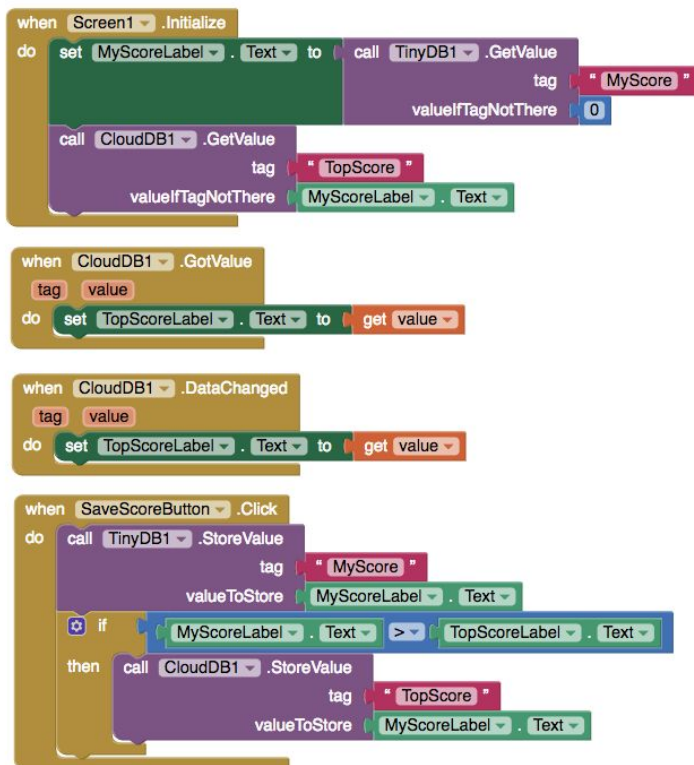 when Screen1 .Initialize
do set MyScoreLabel . Text to call TinyDB1 .GetValue
tag " MyScore "
valueIfTagNotThere 0
call CloudDB1 .GetValue
tag " TopScore "
valueIfTagNotThere MyScoreLabel . Text
when CloudDB1 .GotValue
tag value
do set TopScoreLabel . Text to get value
when CloudDB1 .DataChanged
tag value
do set TopScoreLabel . Text to get value
when SaveScoreButton .Click
do call TinyDB1 .StoreValue
tag " MyScore "
valueToStore MyScoreLabel . Text
if MyScoreLabel . Text > TopScoreLabel . Text
then call CloudDB1 .StoreValue
tag " TopScore "
valueToStore MyScoreLabel . Text